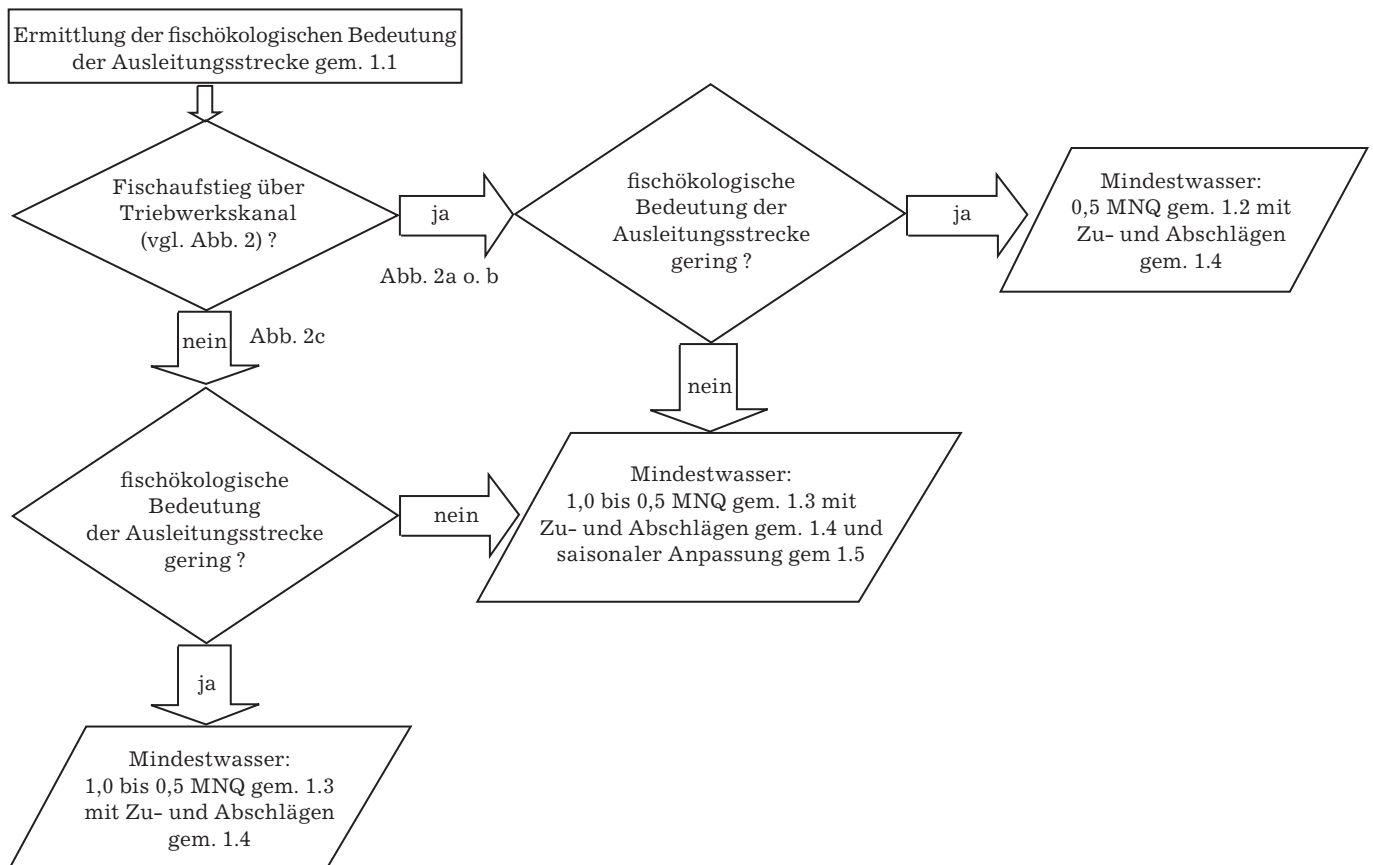 Ermittlung der fischökologischen Bedeutung
der Ausleitungsstrecke gem. 1.1
Fischaufstieg über
Triebwerkskanal
(vgl. Abb. 2) ?
ja
Abb. 2a o. b
fischökologische
Bedeutung der
Ausleitungsstrecke
gering ?
ja
Mindestwasser:
0,5 MNQ gem. 1.2 mit
Zu- und Abschlägen
gem. 1.4
nein
Abb. 2c
nein
fischökologische
Bedeutung
der Ausleitungsstrecke
gering ?
nein
Mindestwasser:
1,0 bis 0,5 MNQ gem. 1.3 mit
Zu- und Abschlägen gem. 1.4 und
saisonaler Anpassung gem 1.5
ja
Mindestwasser:
1,0 bis 0,5 MNQ gem. 1.3
mit Zu- und Abschlägen
gem. 1.4